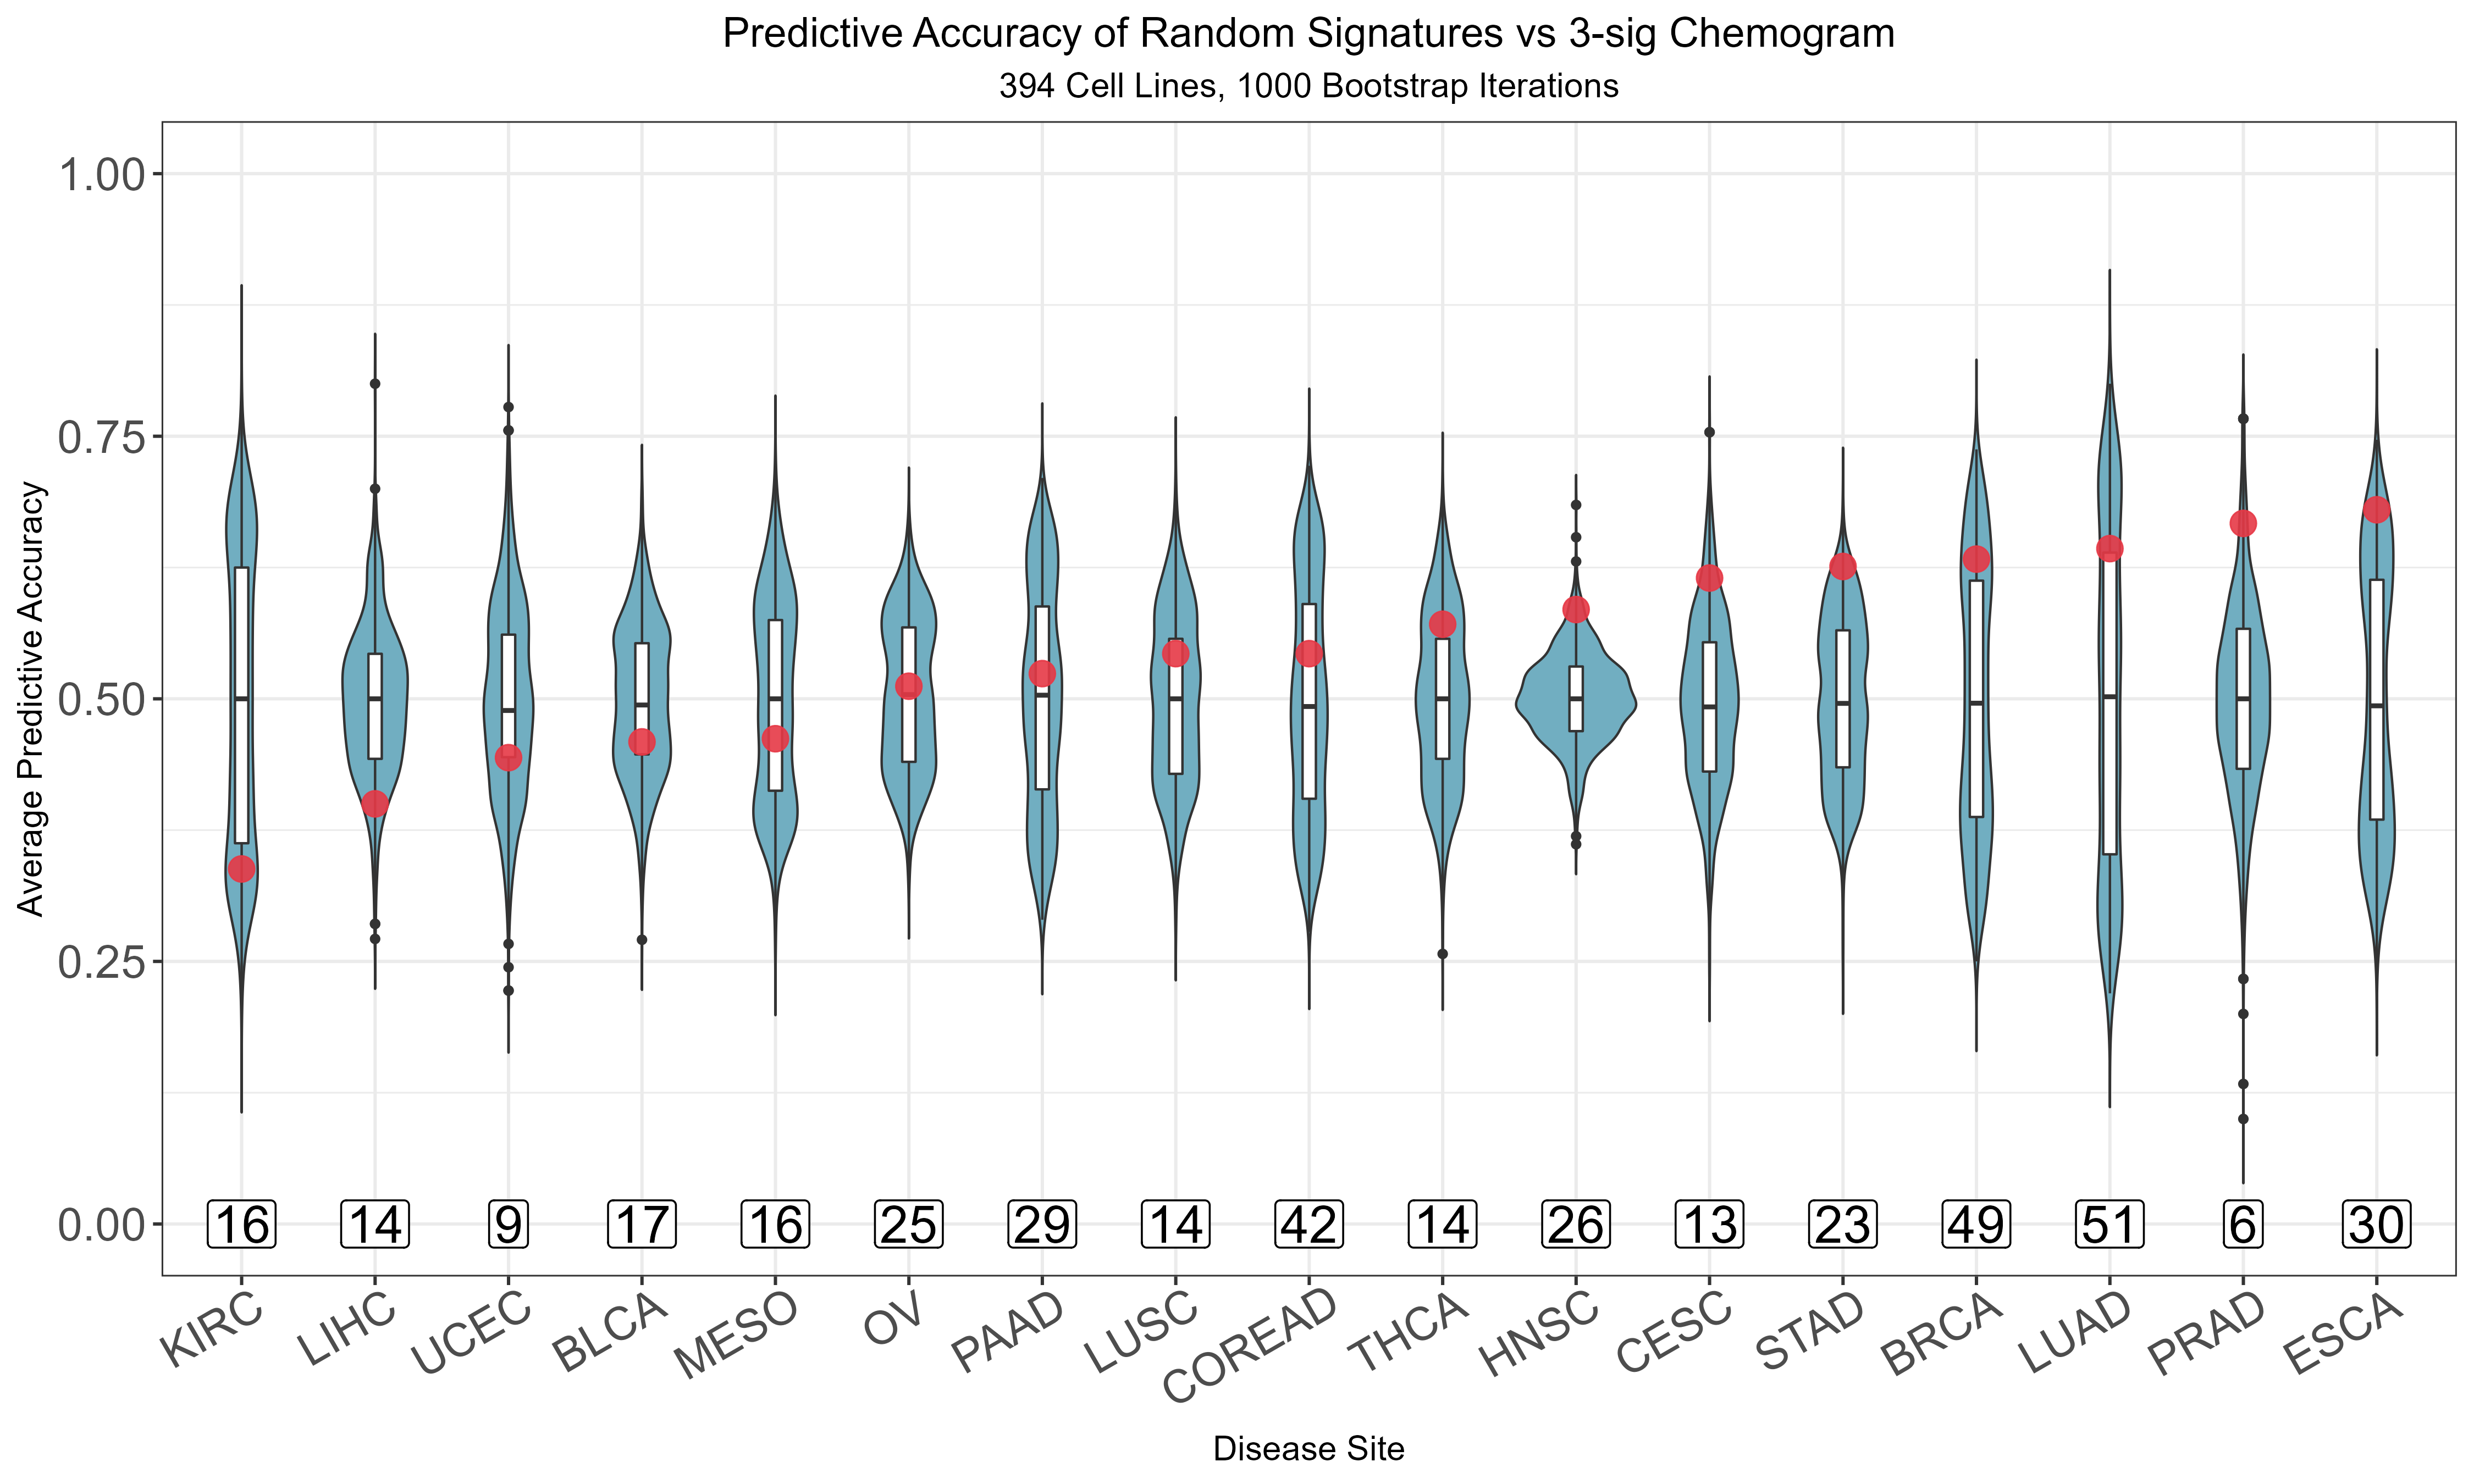 Predictive Accuracy of Random Signatures vs 3-sig Chemogram
394 Cell Lines, 1000 Bootstrap Iterations
Average Predictive Accuracy
1.00
0.75
0.50
0.25
0.00
16 14 9 17 16 25 29 14 42 14 26 13 23 49 51 6 30
KIRC LIHC UCEC BLCA MESO OV PAAD LUSC COREAD THCA HNSC CESC STAD BRCA LUAD PRAD ESCA
Disease Site